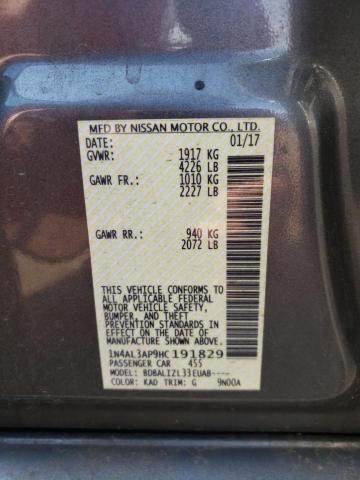 MFD BY NISSAN MOTOR CO., LTD.
DATE: 01/17
GVWR: 1917 KG
4226 LB
GAWR FR: 1010 KG
2227 LB
GAWR RR: 940 KG
2072 LB
THIS VEHICLE CONFORMS TO
ALL APPLICABLE FEDERAL
MOTOR VEHICLE SAFETY,
BUMPER, AND THEFT
PREVENTION STANDARDS IN
EFFECT ON THE DATE OF
MANUFACTURE SHOWN ABOVE.
1N4AL3AP9HC191829
PASSENGER CAR 455
MODEL: BDBALIZL33EUAB----
COLOR: KAD TRIM: G 9N00A